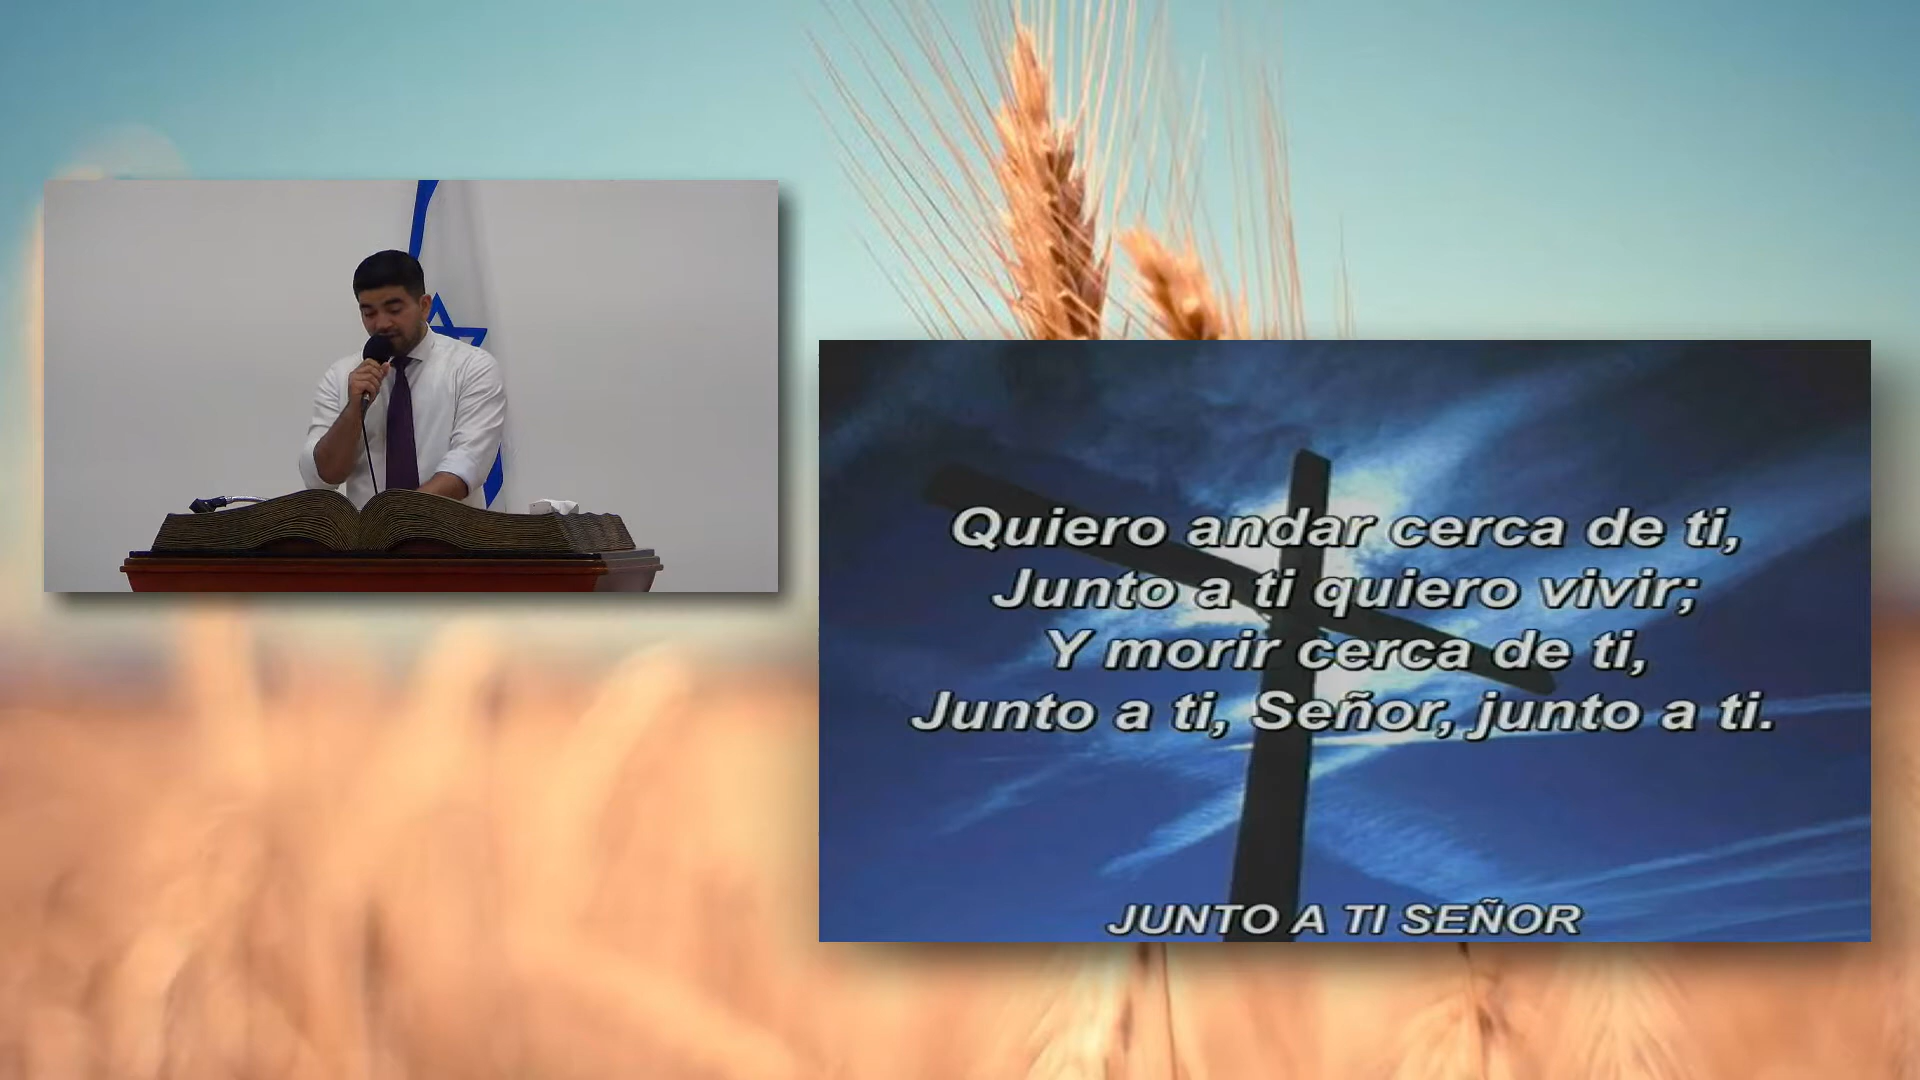 Quiero andar cerca de ti,
Junto a ti quiero vivir;
Y morir cerca de ti,
Junto a ti, Señor, junto a ti.
JUNTO A TI SEÑOR